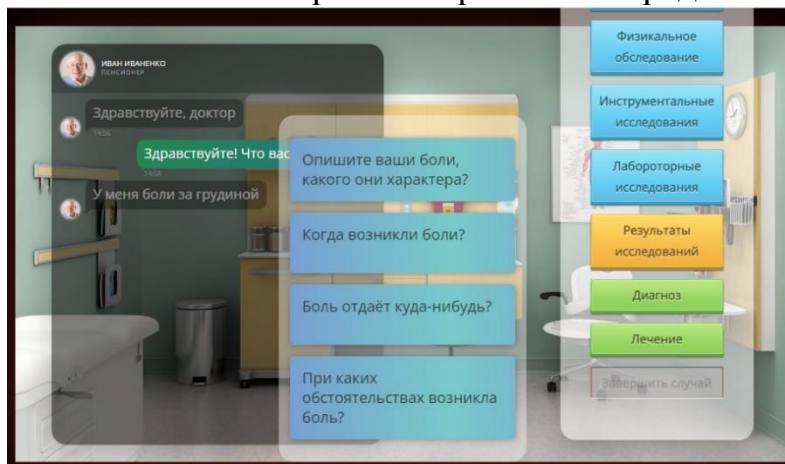 ИВАН ИВАНЕНКО
ПЕНСИОНЕР
Здравствуйте, доктор
14:56
Здравствуйте! Что вас
14:58
У меня боли за грудиной
Опишите ваши боли,
какого они характера?
Когда возникли боли?
Боль отдаёт куда-нибудь?
При каких
обстоятельствах возникла
боль?
Физикальное
обследование
Инструментальные
исследования
Лабороторные
исследования
Результаты
исследований
Диагноз
Лечение
Завершить случай